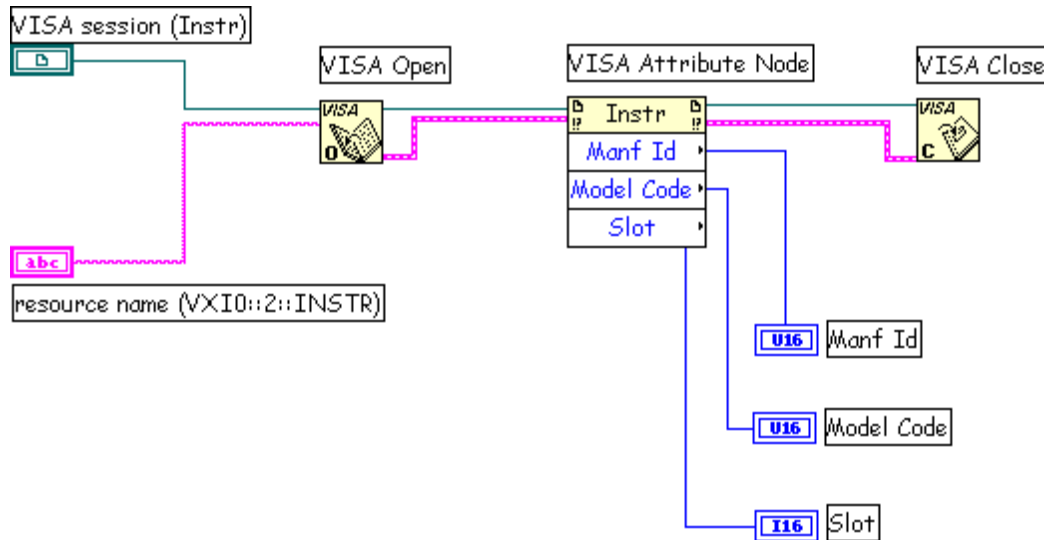 VISA session (Instr)
VISA Open
VISA Attribute Node
VISA Close
VISA
O
!?
Instr
!?
VISA
C
Manf Id
Model Code
Slot
abc
resource name (VXI0::2::INSTR)
U16
Manf Id
U16
Model Code
I16
Slot